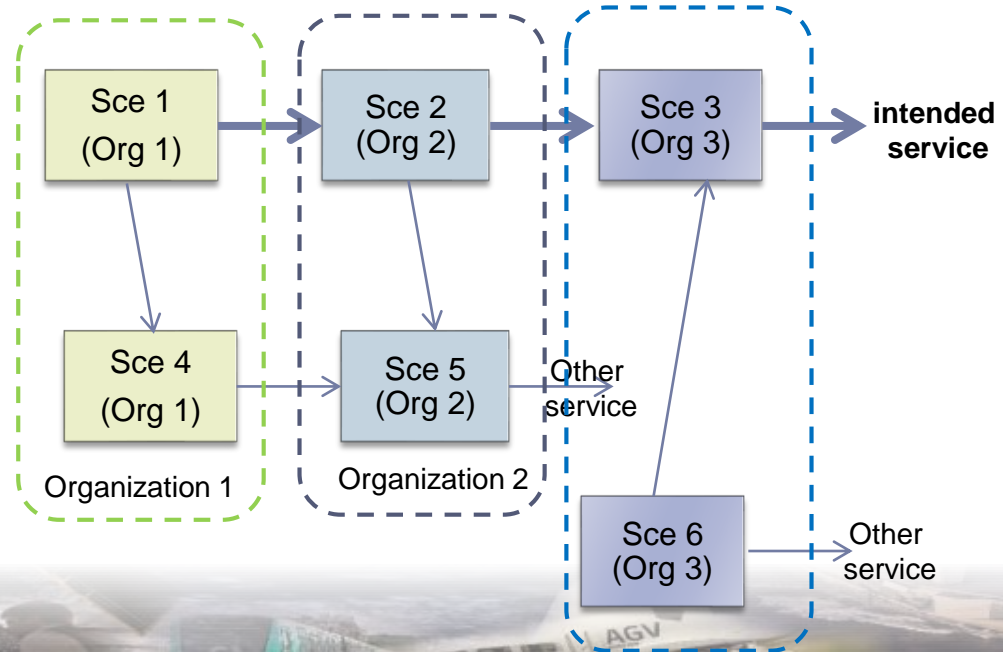 Sce 1
(Org 1)
Sce 2
(Org 2)
Sce 3
(Org 3)
intended
service
Sce 4
(Org 1)
Sce 5
(Org 2)
Other
service
Organization 1
Organization 2
Sce 6
(Org 3)
Other
service
AGV